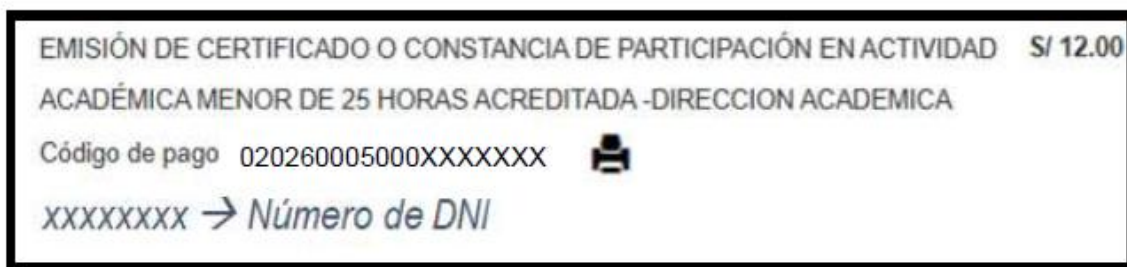 EMISIÓN DE CERTIFICADO O CONSTANCIA DE PARTICIPACIÓN EN ACTIVIDAD S/ 12.00
ACADÉMICA MENOR DE 25 HORAS ACREDITADA -DIRECCION ACADEMICA
Código de pago 020260005000XXXXXXX
xxxxxxxx → Número de DNI